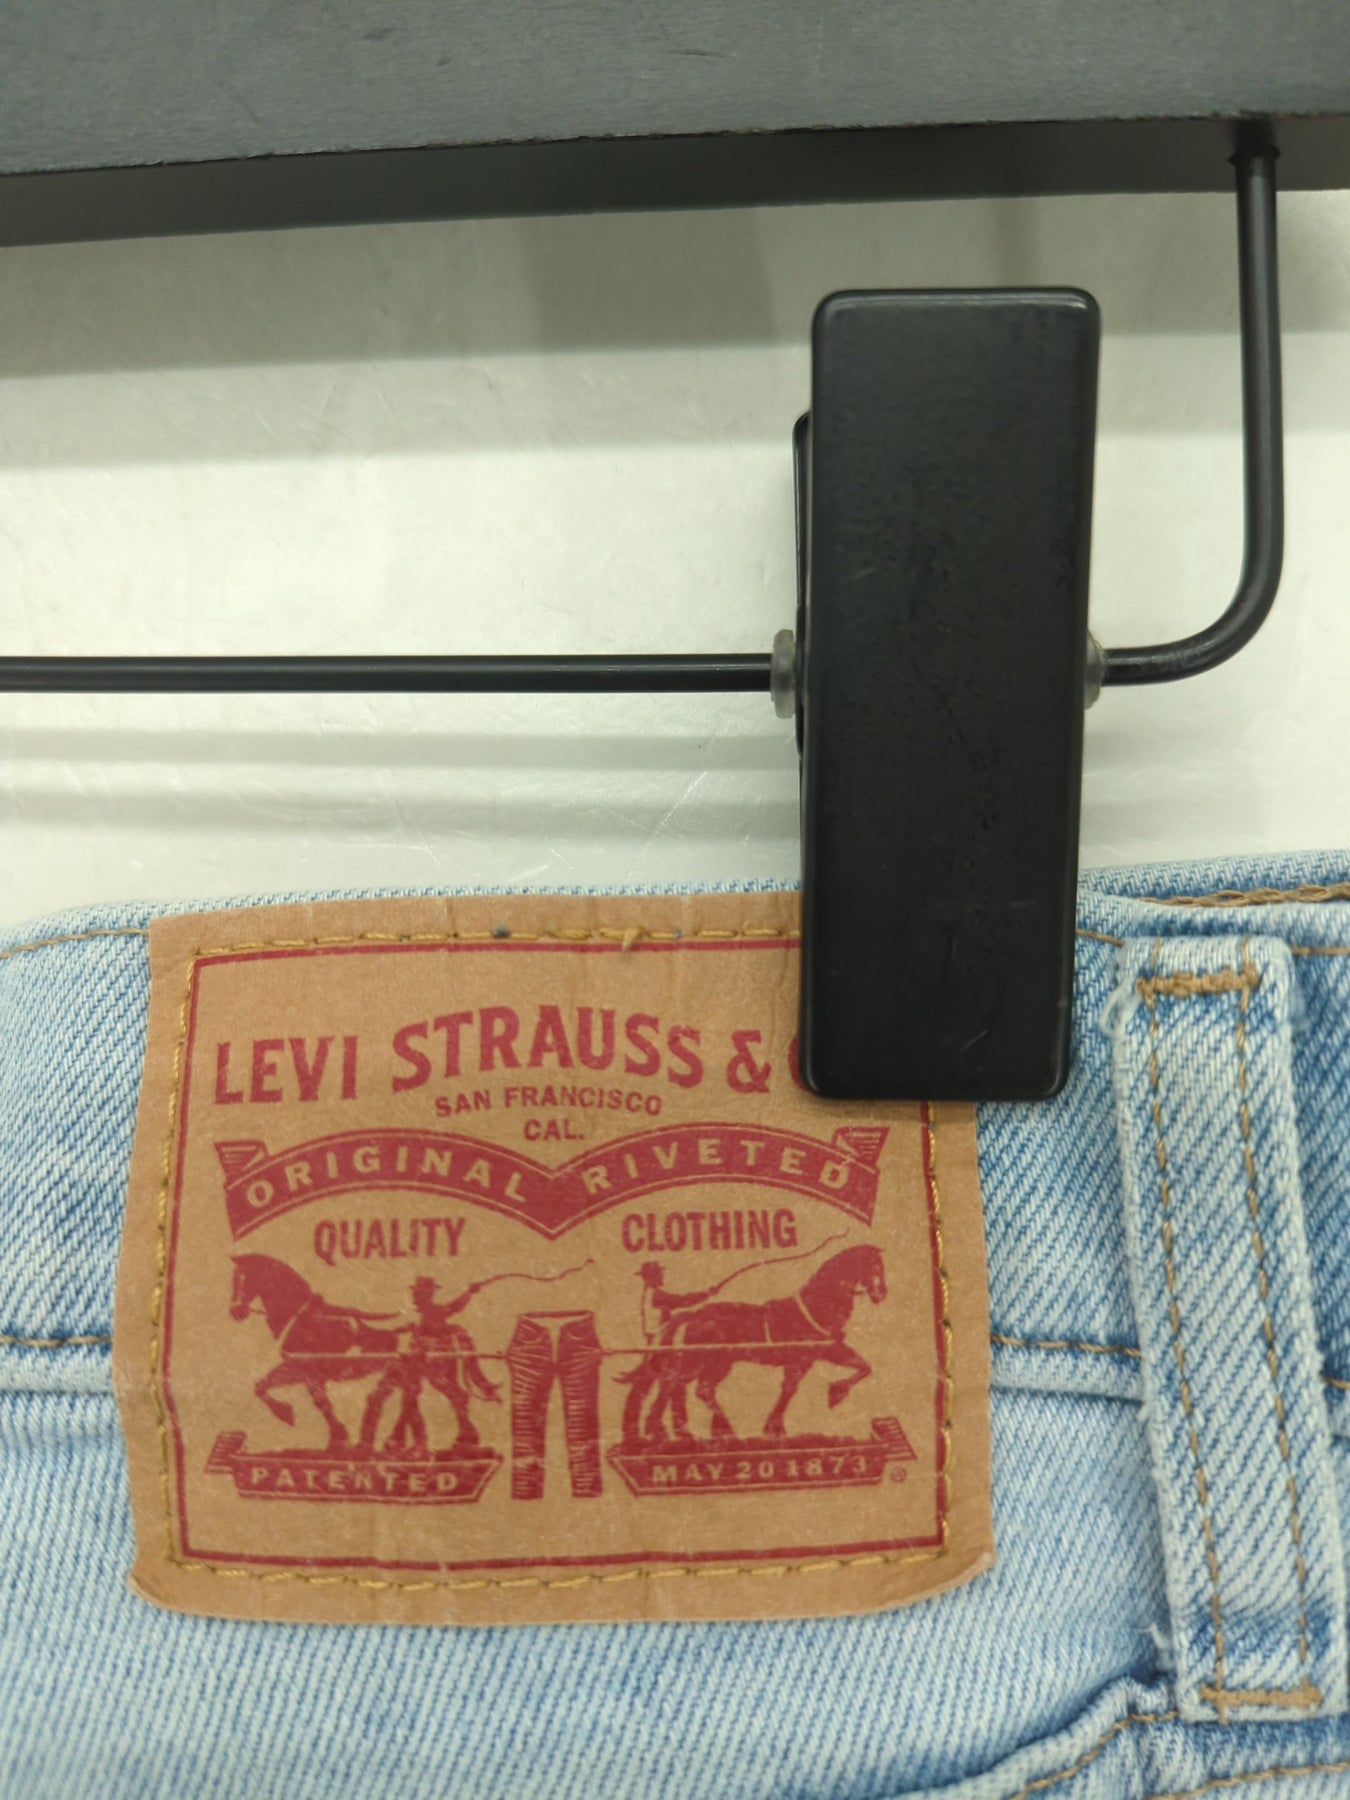 LEVI STRAUSS &
SAN FRANCISCO
CAL.
ORIGINAL RIVETED
QUALITY CLOTHING
PATENTED MAY 20 1873
®